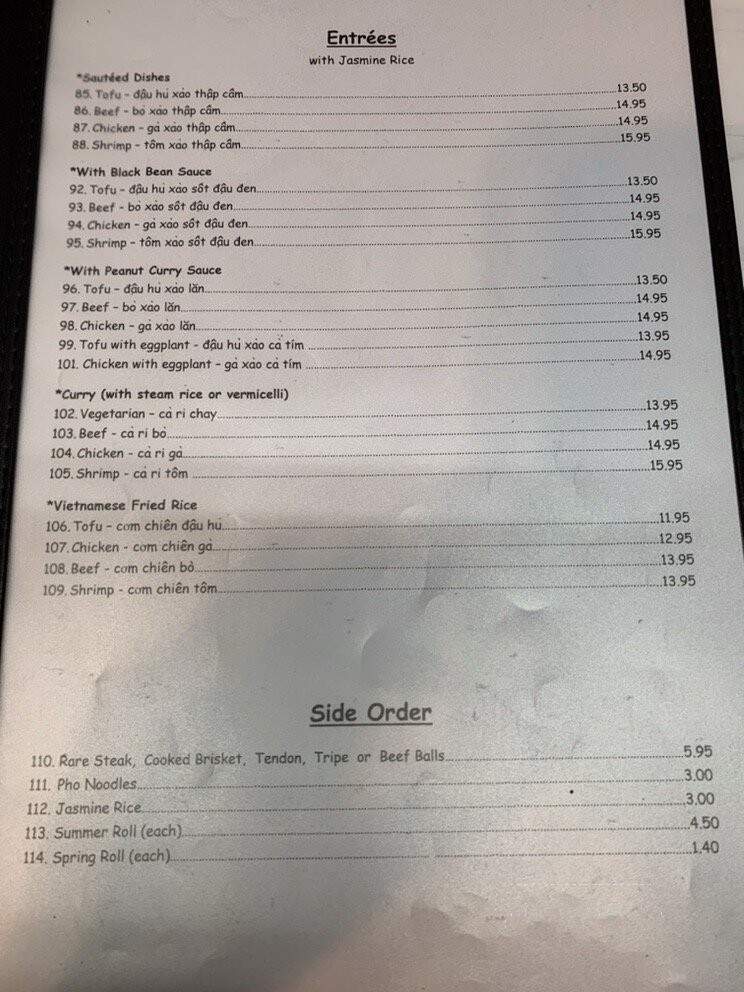 Entrées
with Jasmine Rice
*Sautéed Dishes
85. Tofu - đậu hủ xào thập cẩm 13.50
86. Beef - bò xào thập cẩm 14.95
87. Chicken - gà xào thập cẩm 14.95
88. Shrimp - tôm xào thập cẩm 15.95
*With Black Bean Sauce
92. Tofu - đậu hủ xào sốt đậu đen 13.50
93. Beef - bò xào sốt đậu đen 14.95
94. Chicken - gà xào sốt đậu đen 14.95
95. Shrimp - tôm xào sốt đậu đen 15.95
*With Peanut Curry Sauce
96. Tofu - đậu hủ xào lăn 13.50
97. Beef - bò xào lăn 14.95
98. Chicken - gà xào lăn 14.95
99. Tofu with eggplant - đậu hủ xào cà tím 13.95
101. Chicken with eggplant - gà xào cà tím 14.95
*Curry (with steam rice or vermicelli)
102. Vegetarian - cà ri chay 13.95
103. Beef - cà ri bò 14.95
104. Chicken - cà ri gà 14.95
105. Shrimp - cà ri tôm 15.95
*Vietnamese Fried Rice
106. Tofu - cơm chiên đậu hủ 11.95
107. Chicken - cơm chiên gà 12.95
108. Beef - cơm chiên bò 13.95
109. Shrimp - cơm chiên tôm 13.95
Side Order
110. Rare Steak, Cooked Brisket, Tendon, Tripe or Beef Balls 5.95
111. Pho Noodles 3.00
112. Jasmine Rice 3.00
113. Summer Roll (each) 4.50
114. Spring Roll (each) 1.40